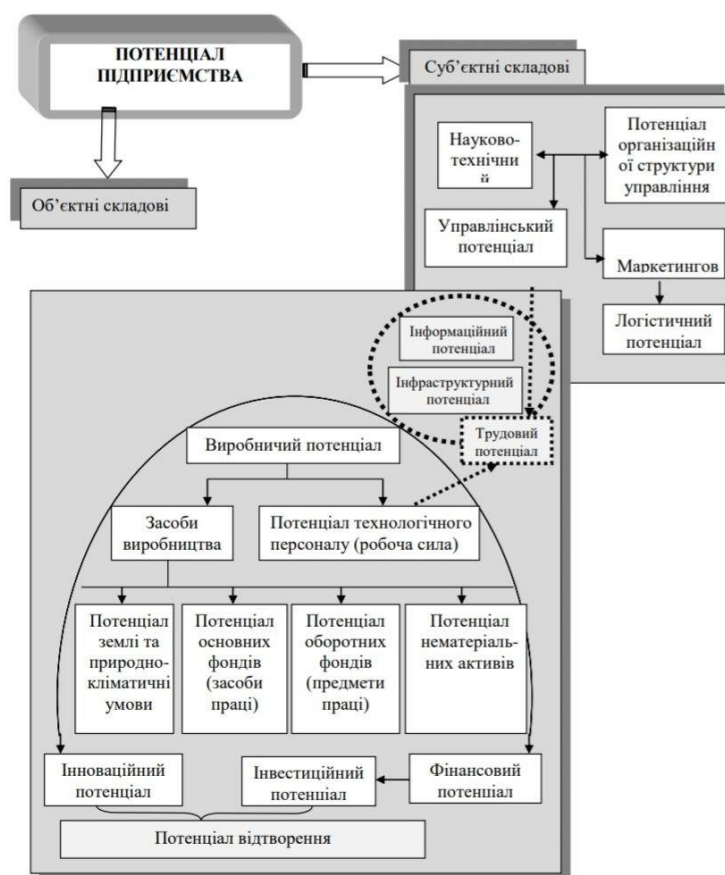 ПОТЕНЦІАЛ
ПІДПРИЄМСТВА
Суб’єктні складові
Об’єктні складові
Науково-
технічни
й
Потенціал
організаційн
ої структури
управління
Управлінський
потенціал
Маркетингов
Логістичний
потенціал
Інформаційний
потенціал
Інфраструктурний
потенціал
Трудовий
потенціал
Виробничий потенціал
Засоби
виробництва
Потенціал технологічного
персоналу (робоча сила)
Потенціал
землі та
природно-
кліматичні
умови
Потенціал
основних
фондів
(засоби
праці)
Потенціал
оборотних
фондів
(предмети
праці)
Потенціал
нематеріаль-
них активів
Інноваційний
потенціал
Інвестиційний
потенціал
Фінансовий
потенціал
Потенціал відтворення